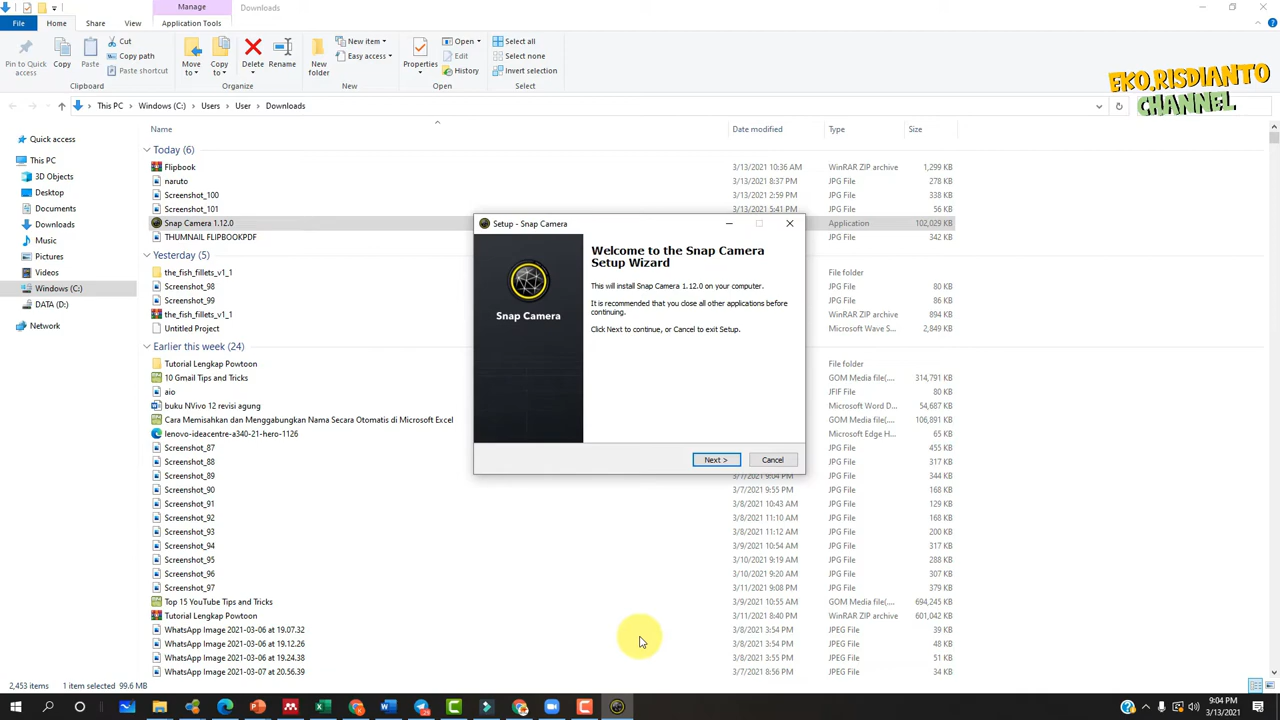 Manage
Downloads
File
Home
Share
View
Application Tools
Pin to Quick access
Copy
Paste
Cut
Copy path
Paste shortcut
Clipboard
Move to
Copy to
Delete
Rename
Organize
New folder
New item
Easy access
New
Properties
Open
Edit
History
Open
Select all
Select none
Invert selection
Select
EKO.RISDIANTO
CHANNEL
This PC > Windows (C:) > Users > User > Downloads
Quick access
This PC
3D Objects
Desktop
Documents
Downloads
Music
Pictures
Videos
Windows (C:)
DATA (D:)
Network
Name Date modified Type Size
Today (6)
Flipbook 3/13/2021 10:36 AM WinRAR ZIP archive 1,299 KB
naruto 3/13/2021 8:37 PM JPG File 278 KB
Screenshot_100 3/13/2021 2:59 PM JPG File 338 KB
Screenshot_101 3/13/2021 5:41 PM JPG File 56 KB
Snap Camera 1.12.0 Application 102,029 KB
THUMNAIL FLIPBOOKPDF JPG File 342 KB
Yesterday (5)
the_fish_fillets_v1_1 File folder
Screenshot_98 JPG File 80 KB
Screenshot_99 JPG File 86 KB
the_fish_fillets_v1_1 WinRAR ZIP archive 894 KB
Untitled Project Microsoft Wave S... 2,849 KB
Earlier this week (24)
Tutorial Lengkap Powtoon File folder
10 Gmail Tips and Tricks GOM Media file(.... 314,791 KB
aio JFIF File 80 KB
buku NVivo 12 revisi agung Microsoft Word D... 54,687 KB
Cara Memisahkan dan Menggabungkan Nama Secara Otomatis di Microsoft Excel GOM Media file(.... 106,891 KB
lenovo-ideacentre-a340-21-hero-1126 Microsoft Edge H... 65 KB
Screenshot_87 JPG File 455 KB
Screenshot_88 JPG File 317 KB
Screenshot_89 3/7/2021 9:04 PM JPG File 344 KB
Screenshot_90 3/7/2021 9:55 PM JPG File 168 KB
Screenshot_91 3/8/2021 10:43 AM JPG File 129 KB
Screenshot_92 3/8/2021 11:10 AM JPG File 168 KB
Screenshot_93 3/8/2021 11:12 AM JPG File 200 KB
Screenshot_94 3/9/2021 10:54 AM JPG File 317 KB
Screenshot_95 3/10/2021 9:19 AM JPG File 288 KB
Screenshot_96 3/10/2021 9:20 AM JPG File 307 KB
Screenshot_97 3/11/2021 9:08 PM JPG File 379 KB
Top 15 YouTube Tips and Tricks 3/9/2021 10:55 AM GOM Media file(.... 694,245 KB
Tutorial Lengkap Powtoon 3/11/2021 8:40 PM WinRAR ZIP archive 601,042 KB
WhatsApp Image 2021-03-06 at 19.07.32 3/8/2021 3:54 PM JPEG File 39 KB
WhatsApp Image 2021-03-06 at 19.12.26 3/8/2021 3:54 PM JPEG File 48 KB
WhatsApp Image 2021-03-06 at 19.24.38 3/8/2021 3:55 PM JPEG File 51 KB
WhatsApp Image 2021-03-07 at 20.56.39 3/7/2021 8:56 PM JPEG File 34 KB
Setup - Snap Camera
Snap Camera
Welcome to the Snap Camera
Setup Wizard
This will install Snap Camera 1.12.0 on your computer.
It is recommended that you close all other applications before
continuing.
Click Next to continue, or Cancel to exit Setup.
Next >
Cancel
2,453 items 1 item selected 99.6 MB
9:04 PM
3/13/2021